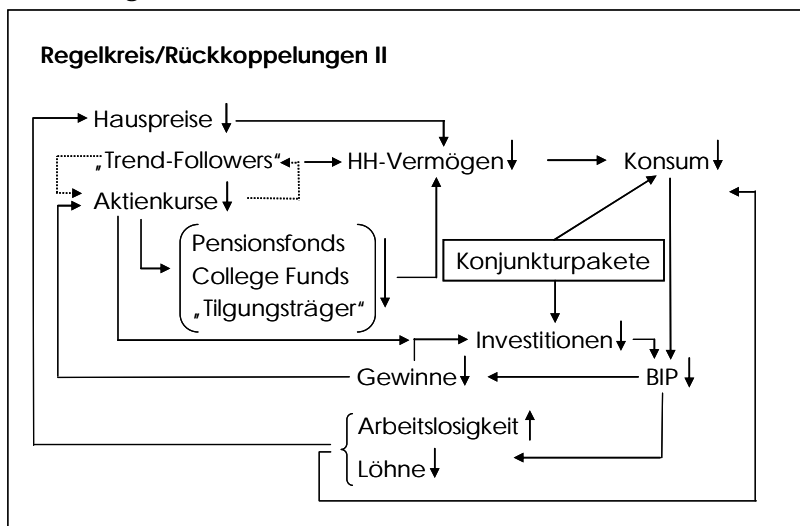 Regelkreis/Rückkoppelungen II
Hauspreise
„Trend-Followers“
HH-Vermögen
Konsum
Aktienkurse
Pensionsfonds
College Funds
„Tilgungsträger“
Konjunkturpakete
Investitionen
Gewinne
BIP
Arbeitslosigkeit
Löhne